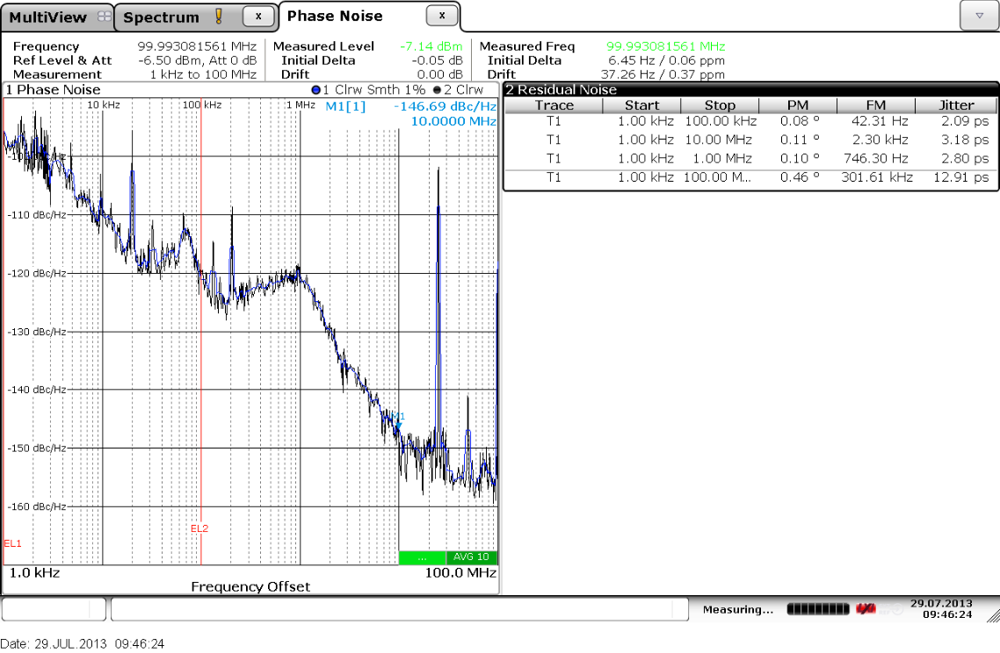 MultiView Spectrum x Phase Noise x
Frequency 99.993081561 MHz Measured Level -7.14 dBm Measured Freq 99.993081561 MHz
Ref Level & Att -6.50 dBm, Att 0 dB Initial Delta -0.05 dB Initial Delta 6.45 Hz / 0.06 ppm
Measurement 1 kHz to 100 MHz Drift 0.00 dB Drift 37.26 Hz / 0.37 ppm
1 Phase Noise 1 Clrw Smth 1% 2 Clrw
10 kHz 100 kHz 1 MHz M1[1] -146.69 dBc/Hz
10.0000 MHz
-110 dBc/Hz
-120 dBc/Hz
-130 dBc/Hz
-140 dBc/Hz
M1
-150 dBc/Hz
-160 dBc/Hz
EL2
EL1
... AVG 10
1.0 kHz 100.0 MHz
Frequency Offset
2 Residual Noise
Trace Start Stop PM FM Jitter
T1 1.00 kHz 100.00 kHz 0.08 ° 42.31 Hz 2.09 ps
T1 1.00 kHz 10.00 MHz 0.11 ° 2.30 kHz 3.18 ps
T1 1.00 kHz 1.00 MHz 0.10 ° 746.30 Hz 2.80 ps
T1 1.00 kHz 100.00 M... 0.46 ° 301.61 kHz 12.91 ps
Measuring... 29.07.2013
09:46:24
Date: 29.JUL.2013 09:46:24